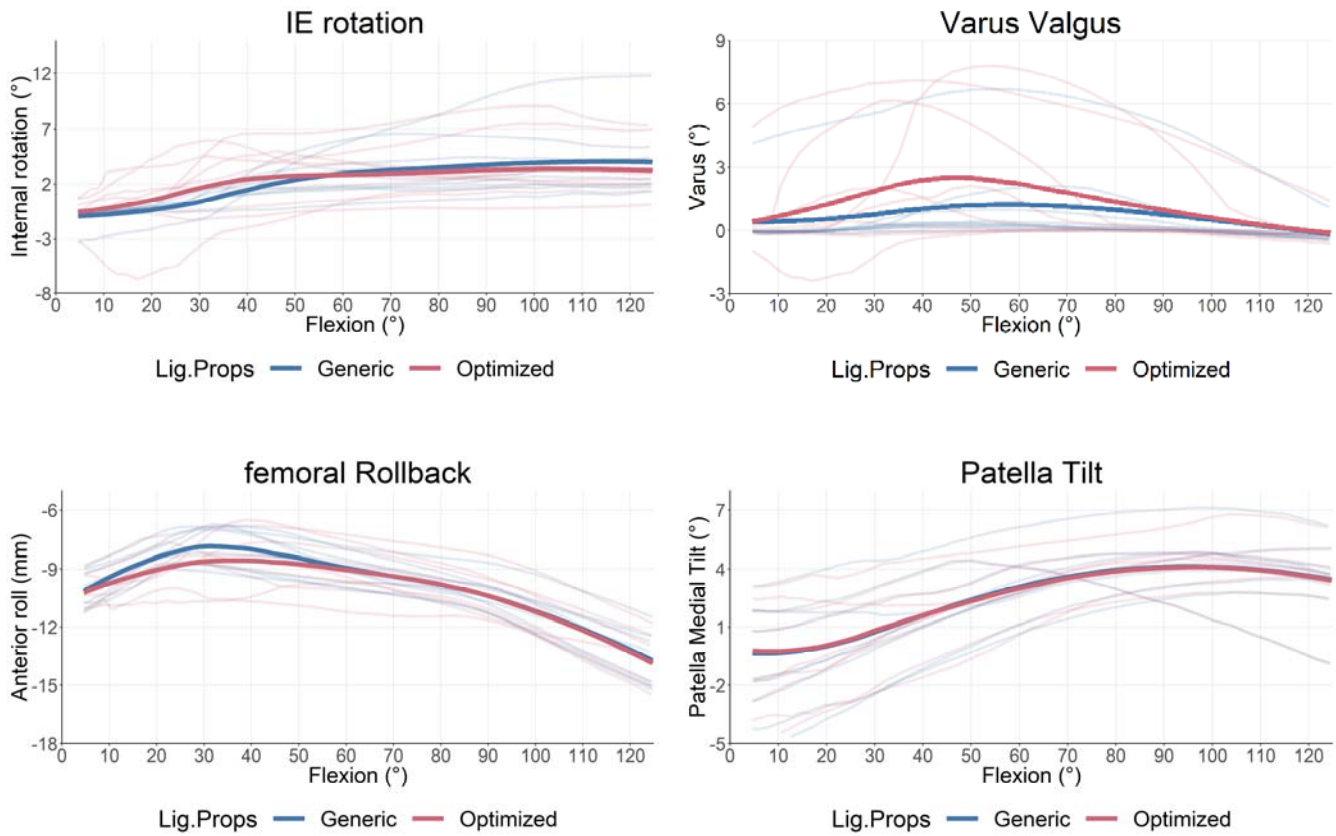 IE rotation
Internal rotation (°)
12
7
2
-3
-8
0 10 20 30 40 50 60 70 80 90 100 110 120
Flexion (°)
Lig.Props Generic Optimized
Varus Valgus
Varus (°)
9
6
3
0
-3
0 10 20 30 40 50 60 70 80 90 100 110 120
Flexion (°)
Lig.Props Generic Optimized
femoral Rollback
Anterior roll (mm)
-6
-9
-12
-15
-18
0 10 20 30 40 50 60 70 80 90 100 110 120
Flexion (°)
Lig.Props Generic Optimized
Patella Tilt
Patella Medial Tilt (°)
7
4
1
-2
-5
0 10 20 30 40 50 60 70 80 90 100 110 120
Flexion (°)
Lig.Props Generic Optimized